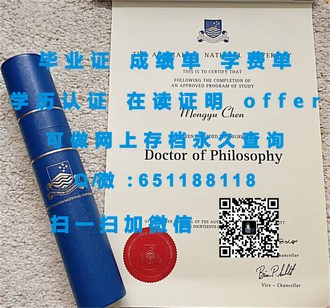 毕业证 成绩单 学费单
THIS IS TO CERTIFY THAT
FOLLOWING THE COMPLETION OF
AN APPROVED PROGRAM OF STUDY
学历认证 在读证明 offer
Mengyu Chen
可做网上存档永久查询
Doctor of Philosophy
Q/微 :651188118
扫一扫加微信
Chancellor
Vice - Chancellor